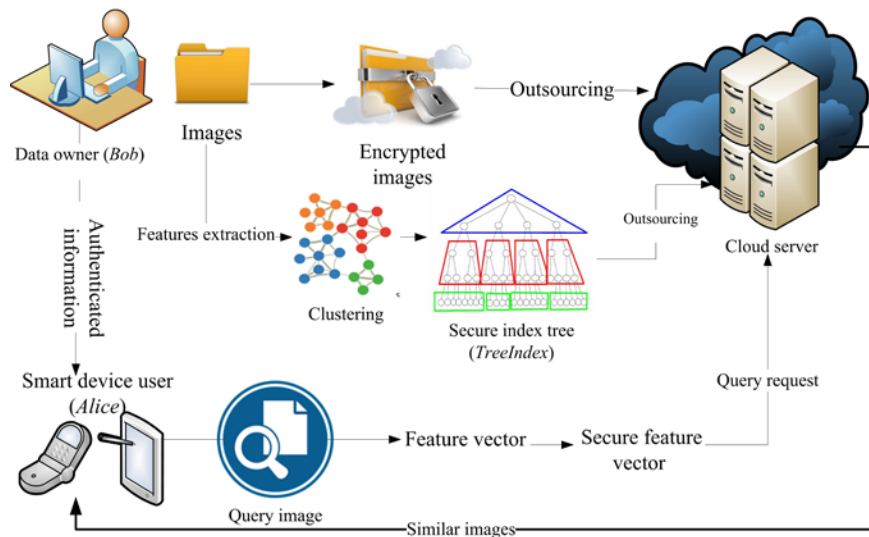 Images
Outsourcing
Data owner (Bob)
Encrypted
images
Authenticated
information
Features extraction
Clustering
Secure index tree
(TreeIndex)
Outsourcing
Cloud server
Smart device user
(Alice)
Query image
Feature vector
Secure feature
vector
Query request
Similar images